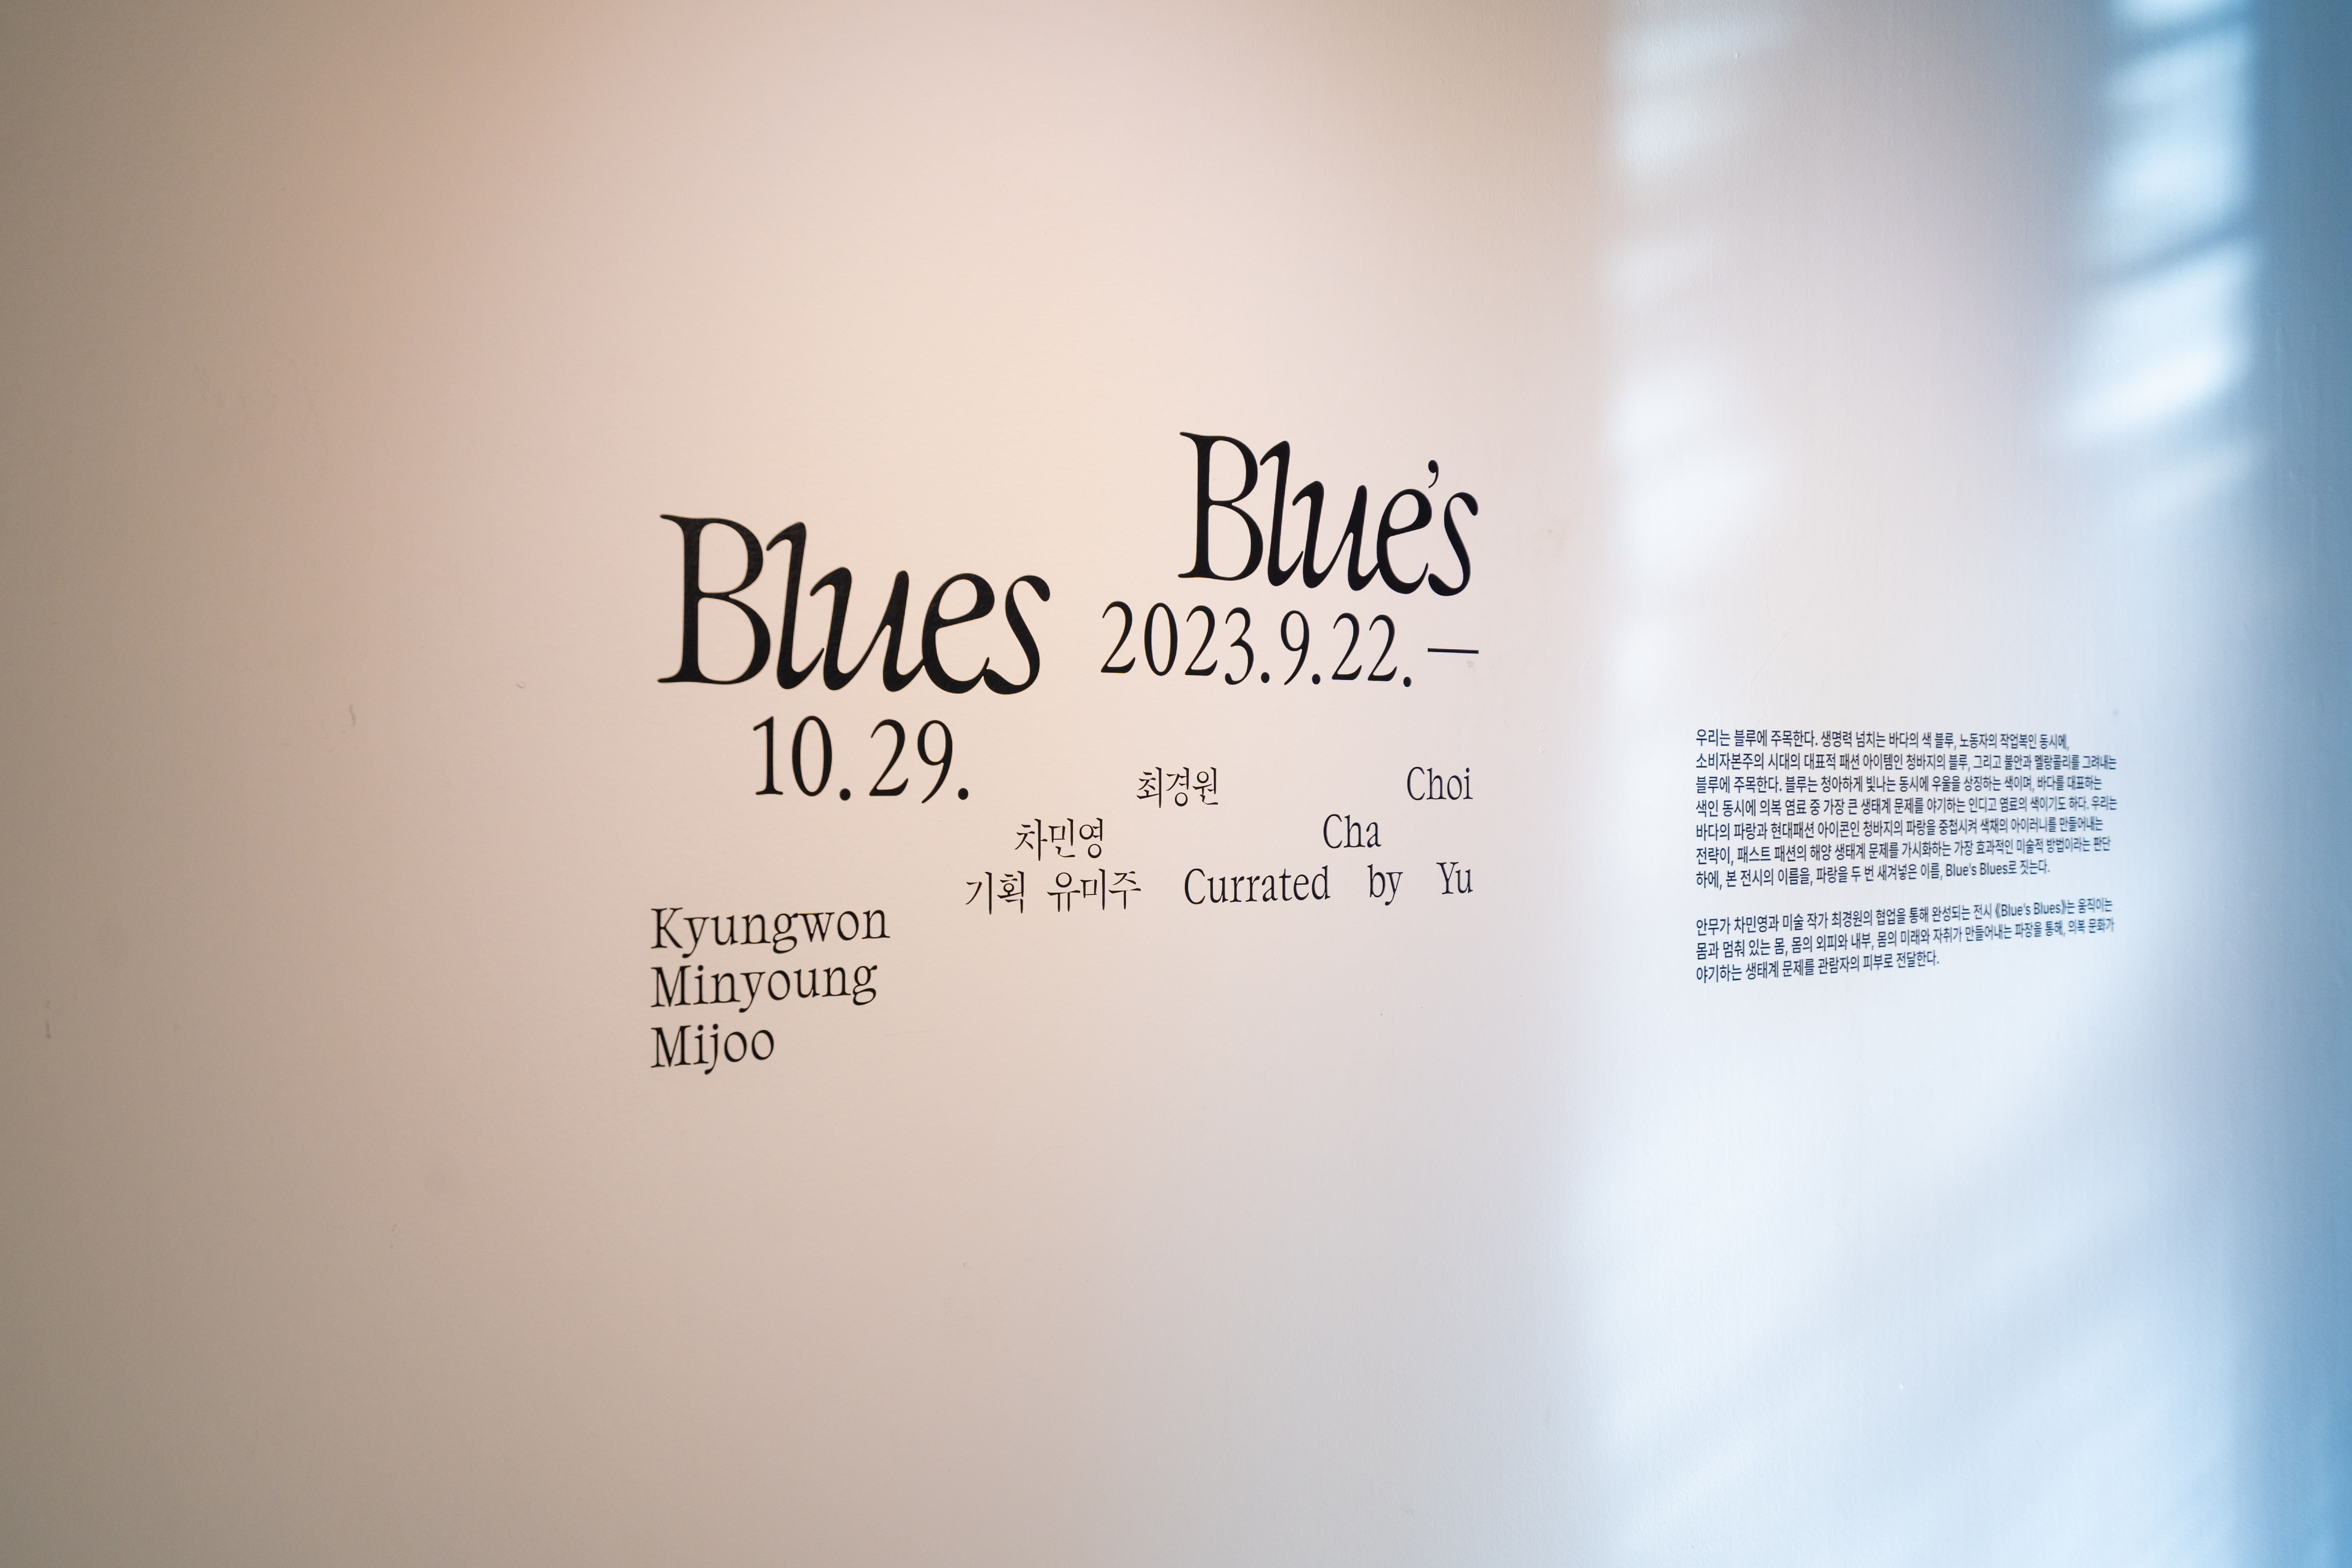 Blue's
Blues
2023.9.22.—
10.29.
최경원 Choi
차민영 Cha
기획 유미주 Currated by Yu
Kyungwon
Minyoung
Mijoo
우리는 블루에 주목한다. 생명력 넘치는 바다의 색 블루, 노동자의 작업복인 동시에,
소비자본주의 시대의 대표적 패션 아이템인 청바지의 블루, 그리고 불안과 멜랑콜리를 그려내는
블루에 주목한다. 블루는 청아하게 빛나는 동시에 우울을 상징하는 색이며, 바다를 대표하는
색인 동시에 의복 염료 중 가장 큰 생태계 문제를 야기하는 인디고 염료의 색이기도 하다. 우리는
바다의 파랑과 현대패션 아이콘인 청바지의 파랑을 중첩시켜 색채의 아이러니를 만들어내는
전략이, 패스트 패션의 해양 생태계 문제를 가시화하는 가장 효과적인 미술적 방법이라는 판단
하에, 본 전시의 이름을, 파랑을 두 번 새겨넣은 이름, Blue's Blues로 짓는다.
안무가 차민영과 미술 작가 최경원의 협업을 통해 완성되는 전시 《Blue's Blues》는 움직이는
몸과 멈춰 있는 몸, 몸의 외피와 내부, 몸의 미래와 자취가 만들어내는 파장을 통해, 의복 문화가
야기하는 생태계 문제를 관람자의 피부로 전달한다.